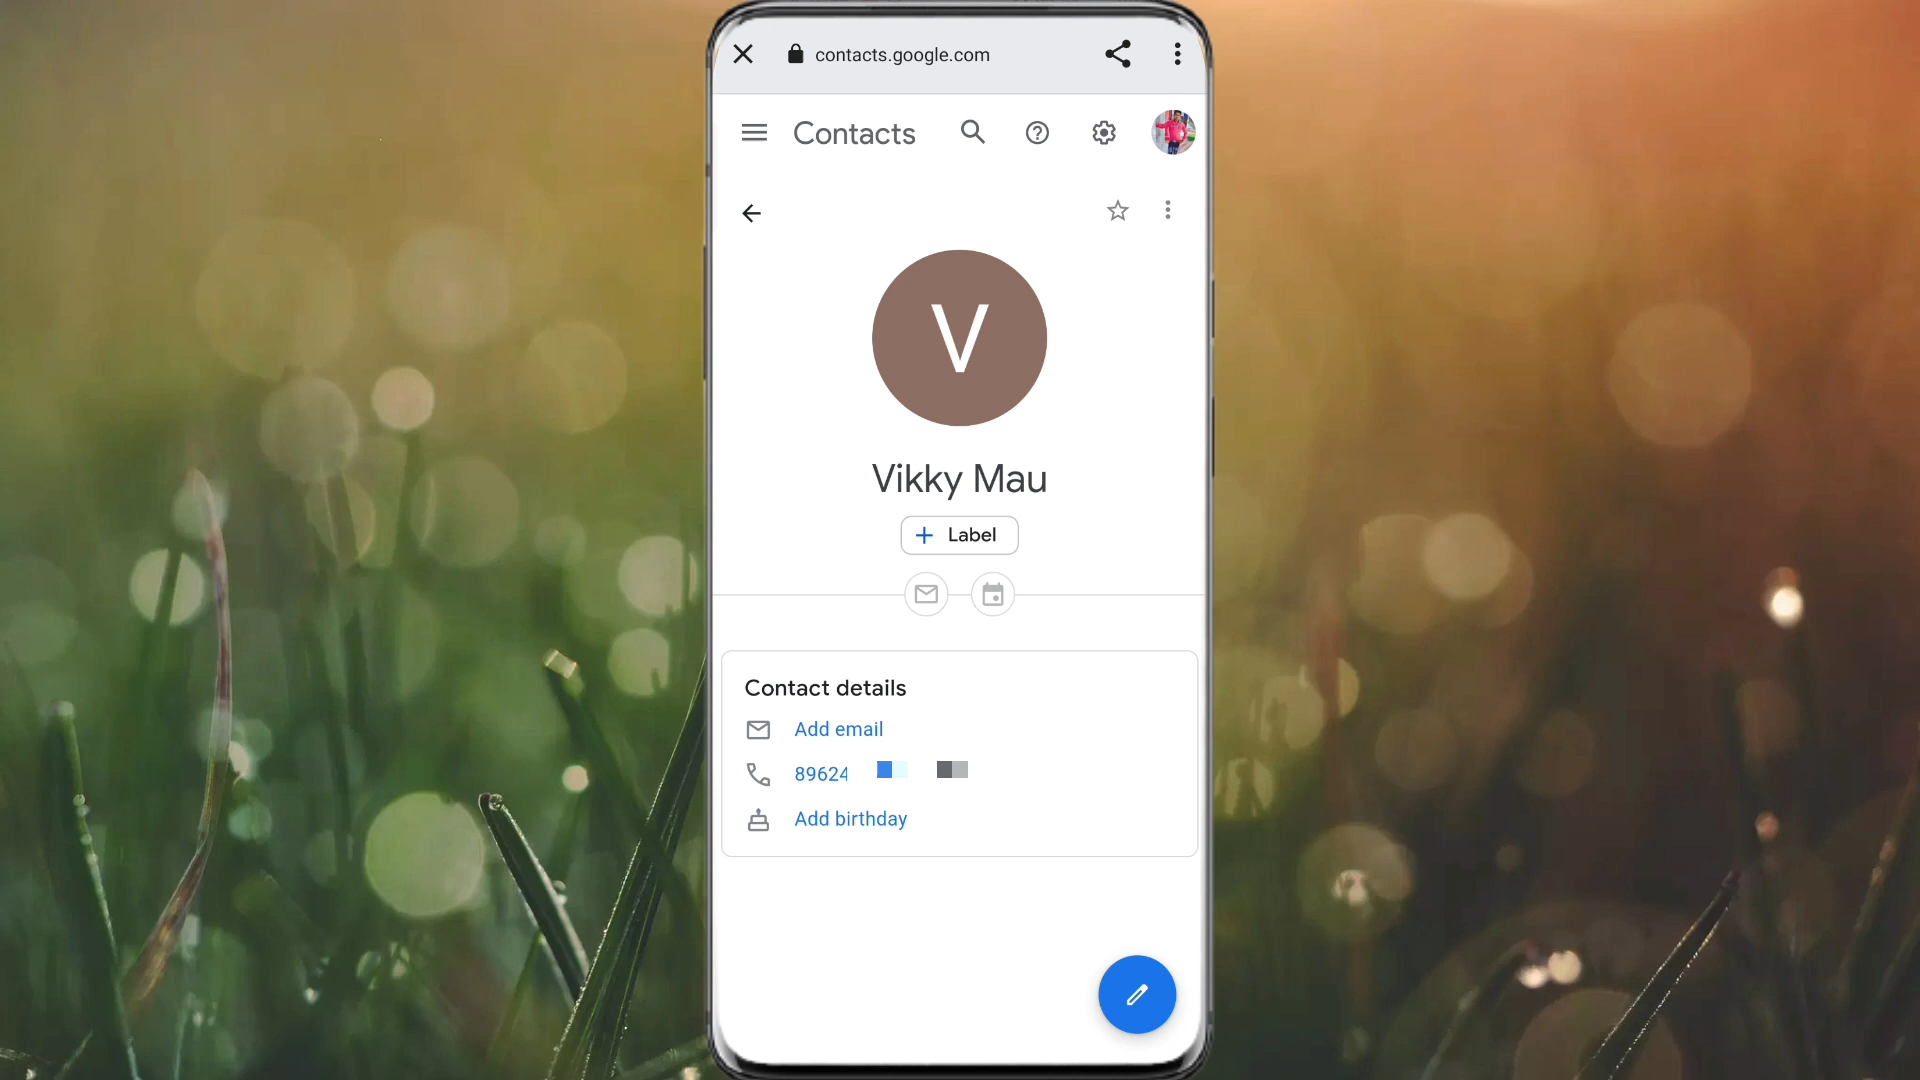 contacts.google.com
Contacts
V
Vikky Mau
+ Label
Contact details
Add email
89624
Add birthday